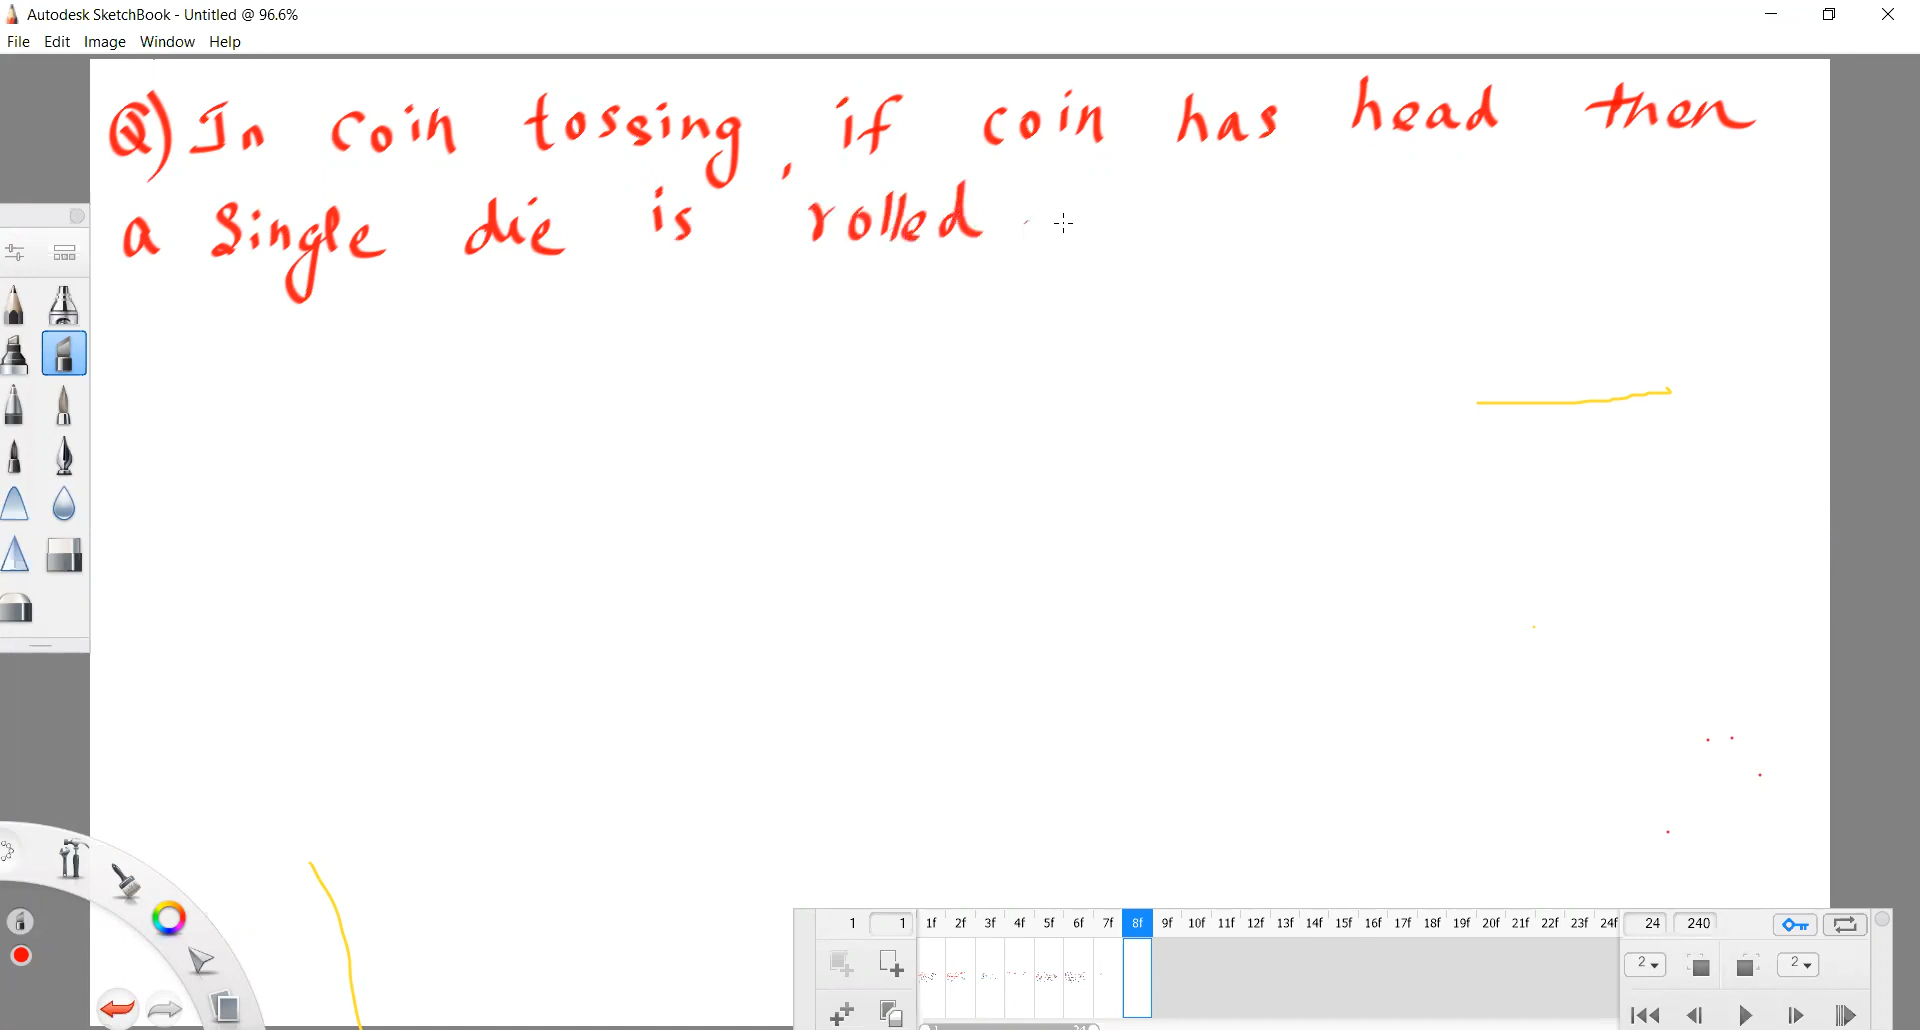 Autodesk SketchBook - Untitled @ 96.6%
File Edit Image Window Help
Q) In coin tossing, if coin has head then
a single die is rolled
1 1 1f 2f 3f 4f 5f 6f 7f 8f 9f 10f 11f 12f 13f 14f 15f 16f 17f 18f 19f 20f 21f 22f 23f 24f 24 240
2 2